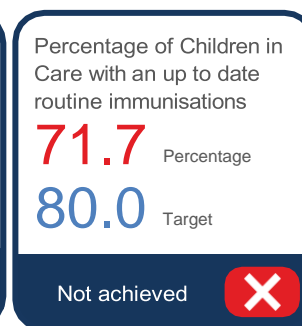 Percentage of Children in
Care with an up to date
routine immunisations
71.7 Percentage
80.0 Target
Not achieved